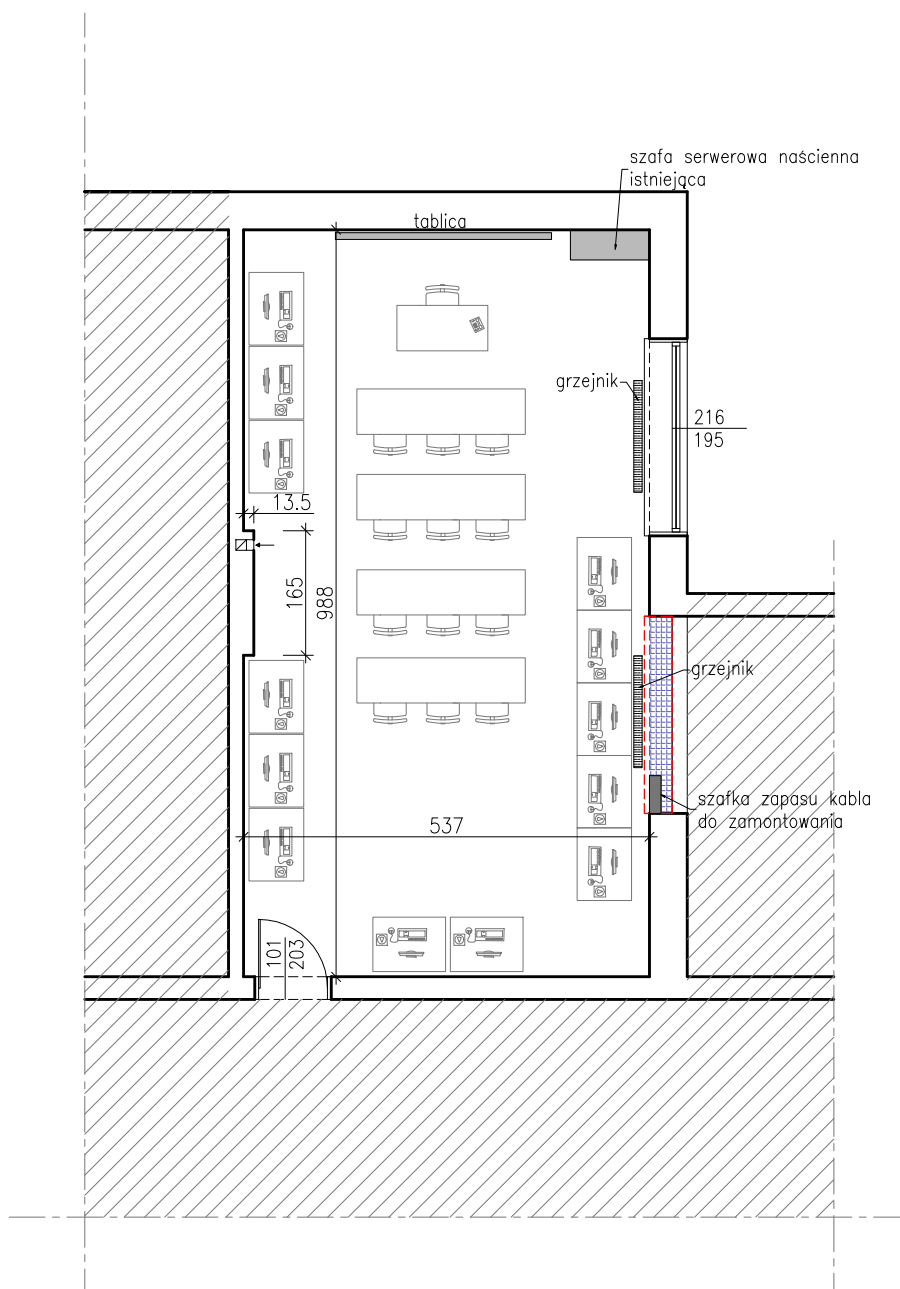 szafa serwerowa naścienna
istniejąca
tablica
grzejnik
216
195
13.5
165
988
grzejnik
szafka zapasu kabla
do zamontowania
537
101
203